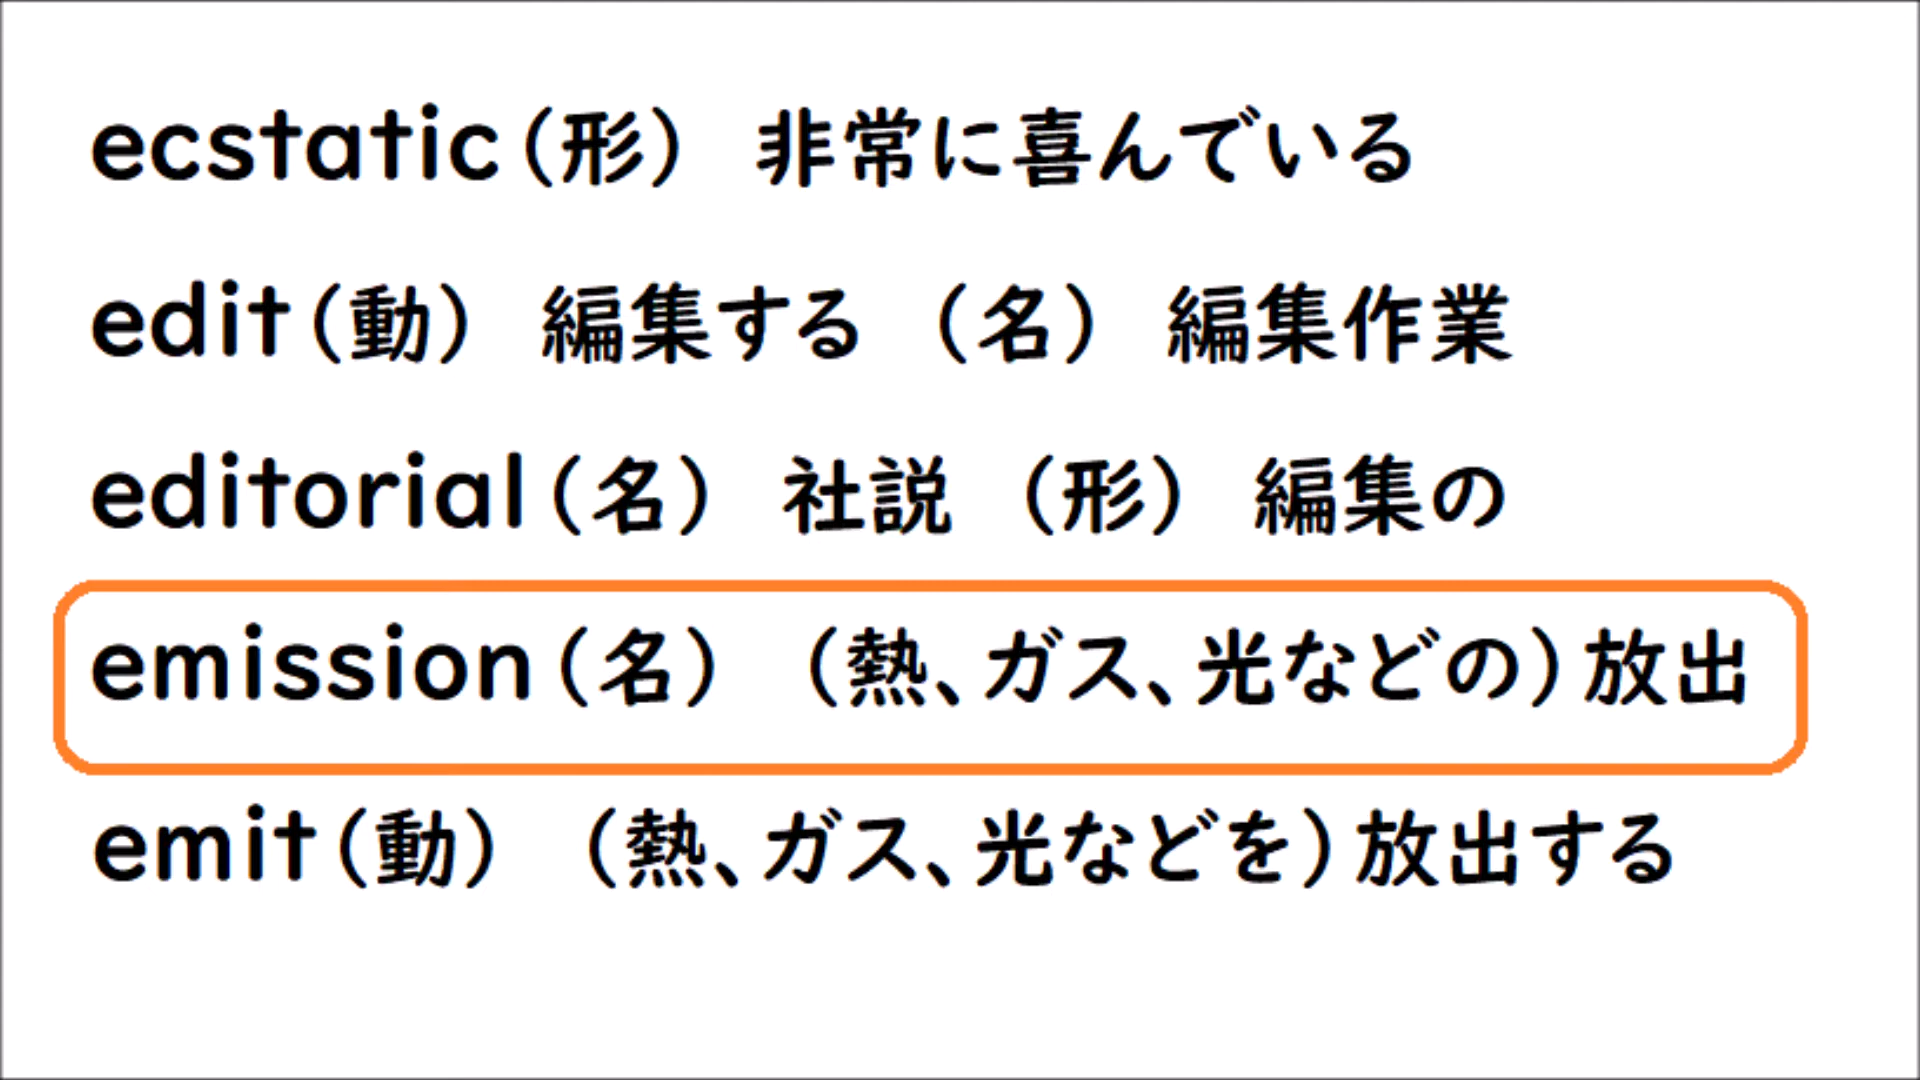 ecstatic（形） 非常に喜んでいる
edit（動） 編集する （名） 編集作業
editorial（名） 社説 （形） 編集の
emission（名） （熱、ガス、光などの）放出
emit（動） （熱、ガス、光などを）放出する